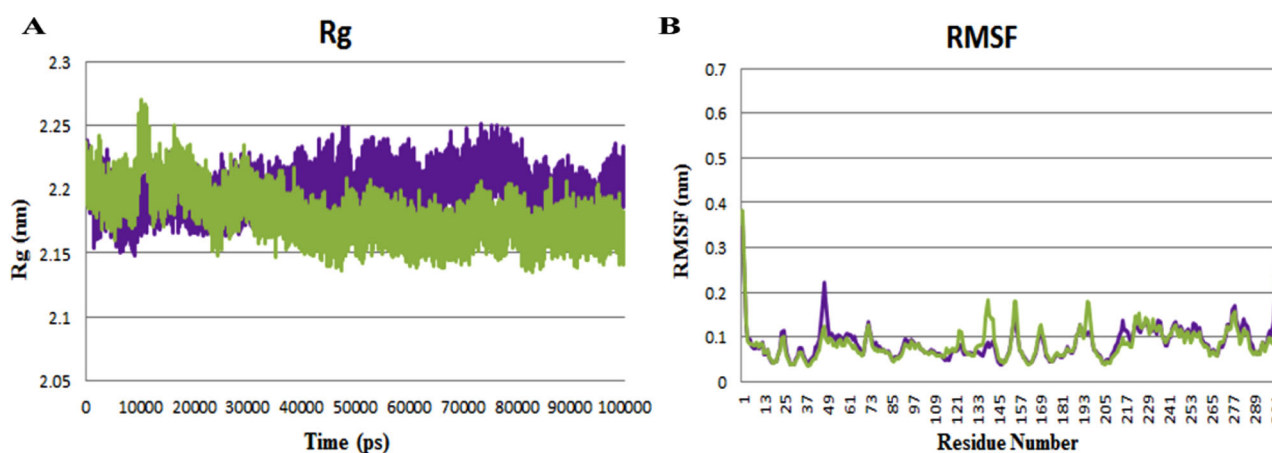 A
Rg
Rg (nm)
2.3
2.25
2.2
2.15
2.1
2.05
0 10000 20000 30000 40000 50000 60000 70000 80000 90000 100000
Time (ps)
B
RMSF
RMSF (nm)
0.7
0.6
0.5
0.4
0.3
0.2
0.1
0
1 13 25 37 49 61 73 85 97 109 121 133 145 157 169 181 193 205 217 229 241 253 265 277 289
Residue Number